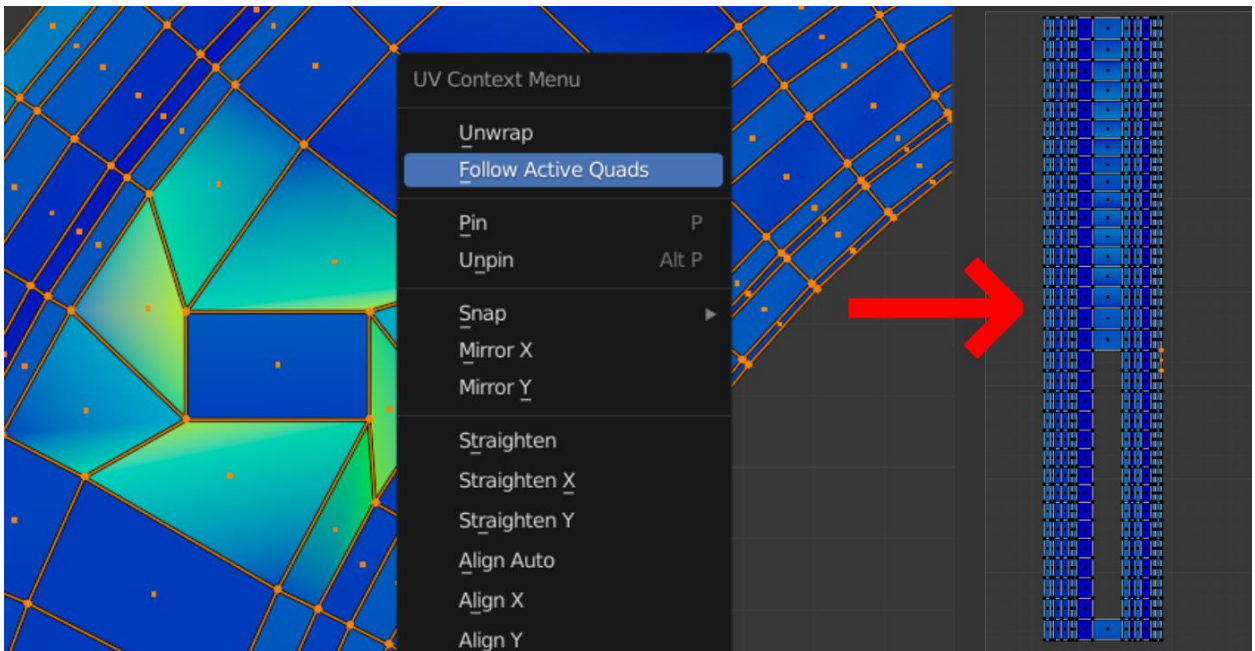 UV Context Menu
Unwrap
Follow Active Quads
Pin P
Unpin Alt P
Snap
Mirror X
Mirror Y
Straighten
Straighten X
Straighten Y
Align Auto
Align X
Align Y